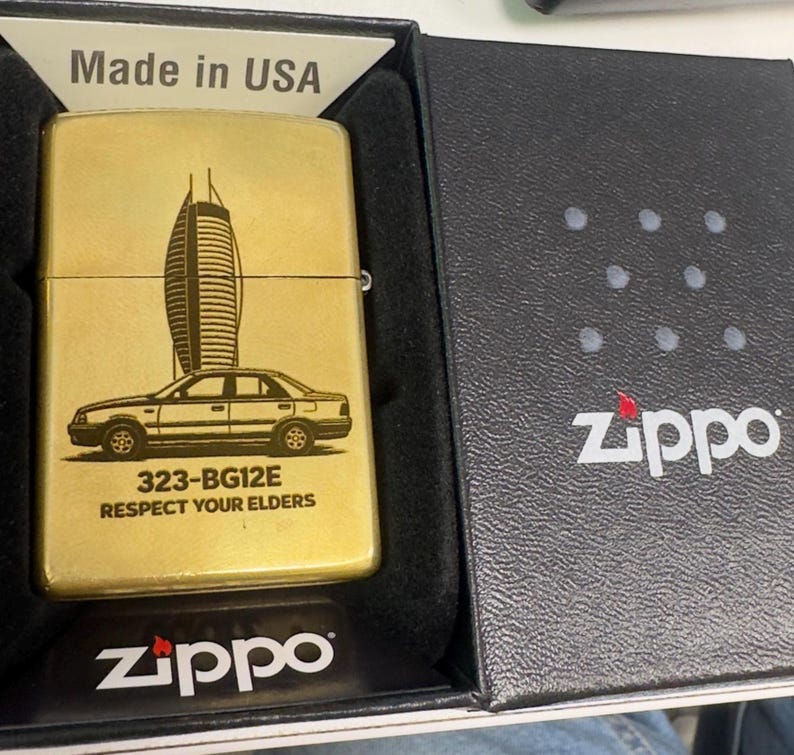 Made in USA
323-BG12E
RESPECT YOUR ELDERS
zippo
zippo